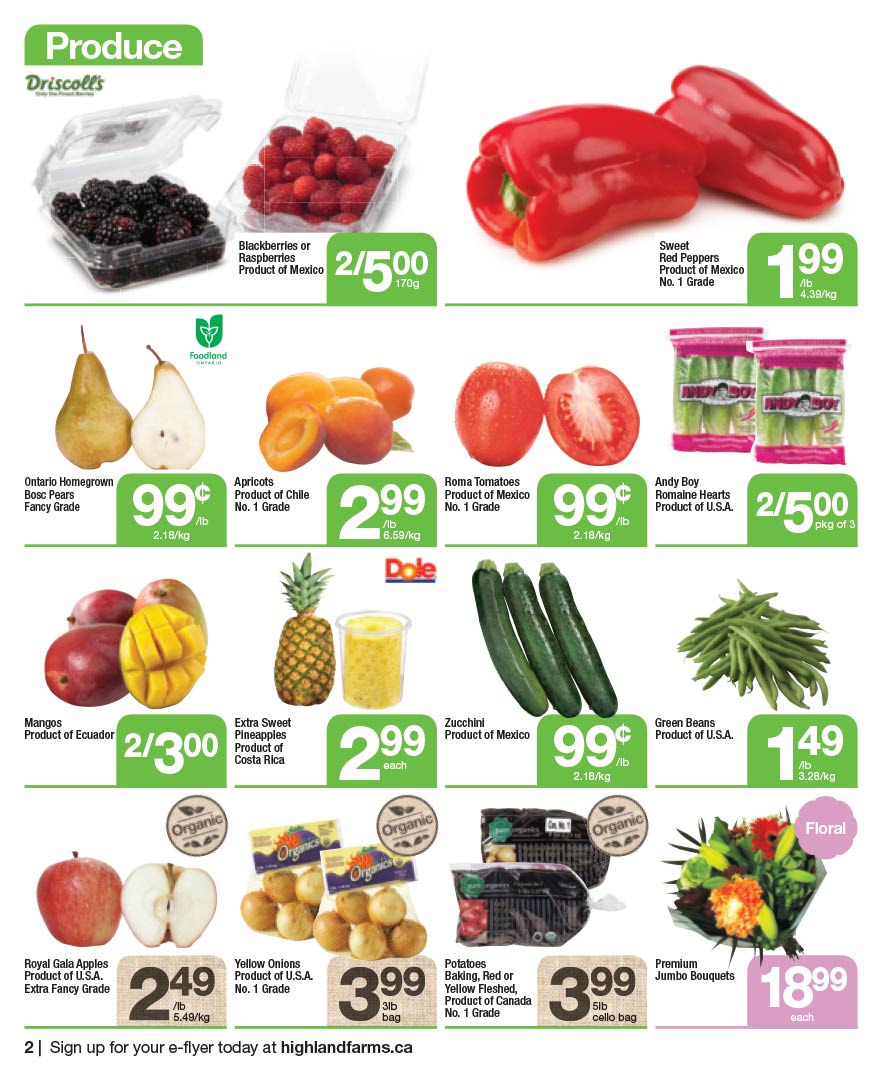 Produce
Driscoll's
Only the Finest Berries
Blackberries or
Raspberries
Product of Mexico
2/5.00
170g
Sweet
Red Peppers
Product of Mexico
No. 1 Grade
1.99
/lb
4.39/kg
Foodland
ONTARIO
Ontario Homegrown
Bosc Pears
Fancy Grade
99¢
/lb
2.18/kg
Apricots
Product of Chile
No. 1 Grade
2.99
/lb
6.59/kg
Roma Tomatoes
Product of Mexico
No. 1 Grade
99¢
/lb
2.18/kg
ANDY BOY
ANDY BOY
Andy Boy
Romaine Hearts
Product of U.S.A.
2/5.00
pkg of 3
Mangos
Product of Ecuador
2/3.00
Dole
Extra Sweet
Pineapples
Product of
Costa Rica
2.99
each
Zucchini
Product of Mexico
99¢
/lb
2.18/kg
Green Beans
Product of U.S.A.
1.49
/lb
3.28/kg
Organic
Royal Gala Apples
Product of U.S.A.
Extra Fancy Grade
2.49
/lb
5.49/kg
Organic
Organics
Organics
Yellow Onions
Product of U.S.A.
No. 1 Grade
3.99
3lb
bag
Organic
pure organics
Can. No. 1
pure organics
Potatoes
Baking, Red or
Yellow Fleshed,
Product of Canada
No. 1 Grade
3.99
5lb
cello bag
Floral
Premium
Jumbo Bouquets
18.99
each
2 | Sign up for your e-flyer today at highlandfarms.ca